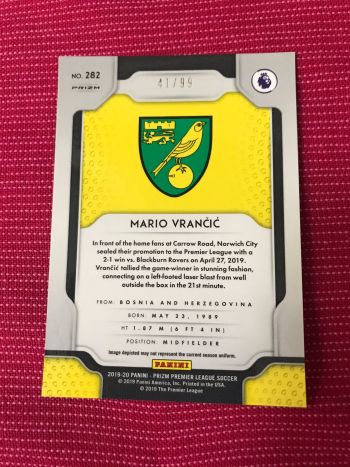 NO. 282
PRIZM
41/99
MARIO VRANČIĆ
In front of the home fans at Carrow Road, Norwich City
sealed their promotion to the Premier League with a
2-1 win vs. Blackburn Rovers on April 27, 2019.
Vrančić tallied the game-winner in stunning fashion,
connecting on a left-footed laser blast from well
outside the box in the 21st minute.
FROM: BOSNIA AND HERZEGOVINA
BORN: MAY 23, 1989
HT 1.87 M (6 FT 4 IN)
POSITION: MIDFIELDER
Image depicted may not represent the current season uniform.
PANINI
2019-20 PANINI - PRIZM PREMIER LEAGUE SOCCER
© 2019 Panini America, Inc. Printed in the USA.
© 2019 The Premier League